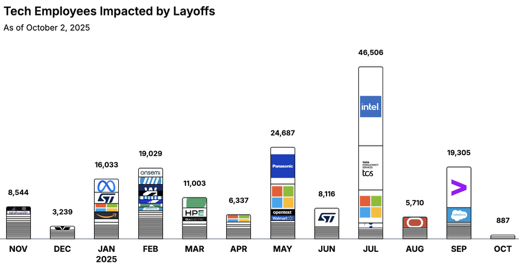 Tech Employees Impacted by Layoffs
As of October 2, 2025
46,506
24,687
19,029
19,305
16,033
11,003
8,544
8,116
6,337
5,710
3,239
887
onsemi
intel
Panasonic
tcs
HPE
opentext
Walmart
salesforce
NOV DEC JAN FEB MAR APR MAY JUN JUL AUG SEP OCT
2025